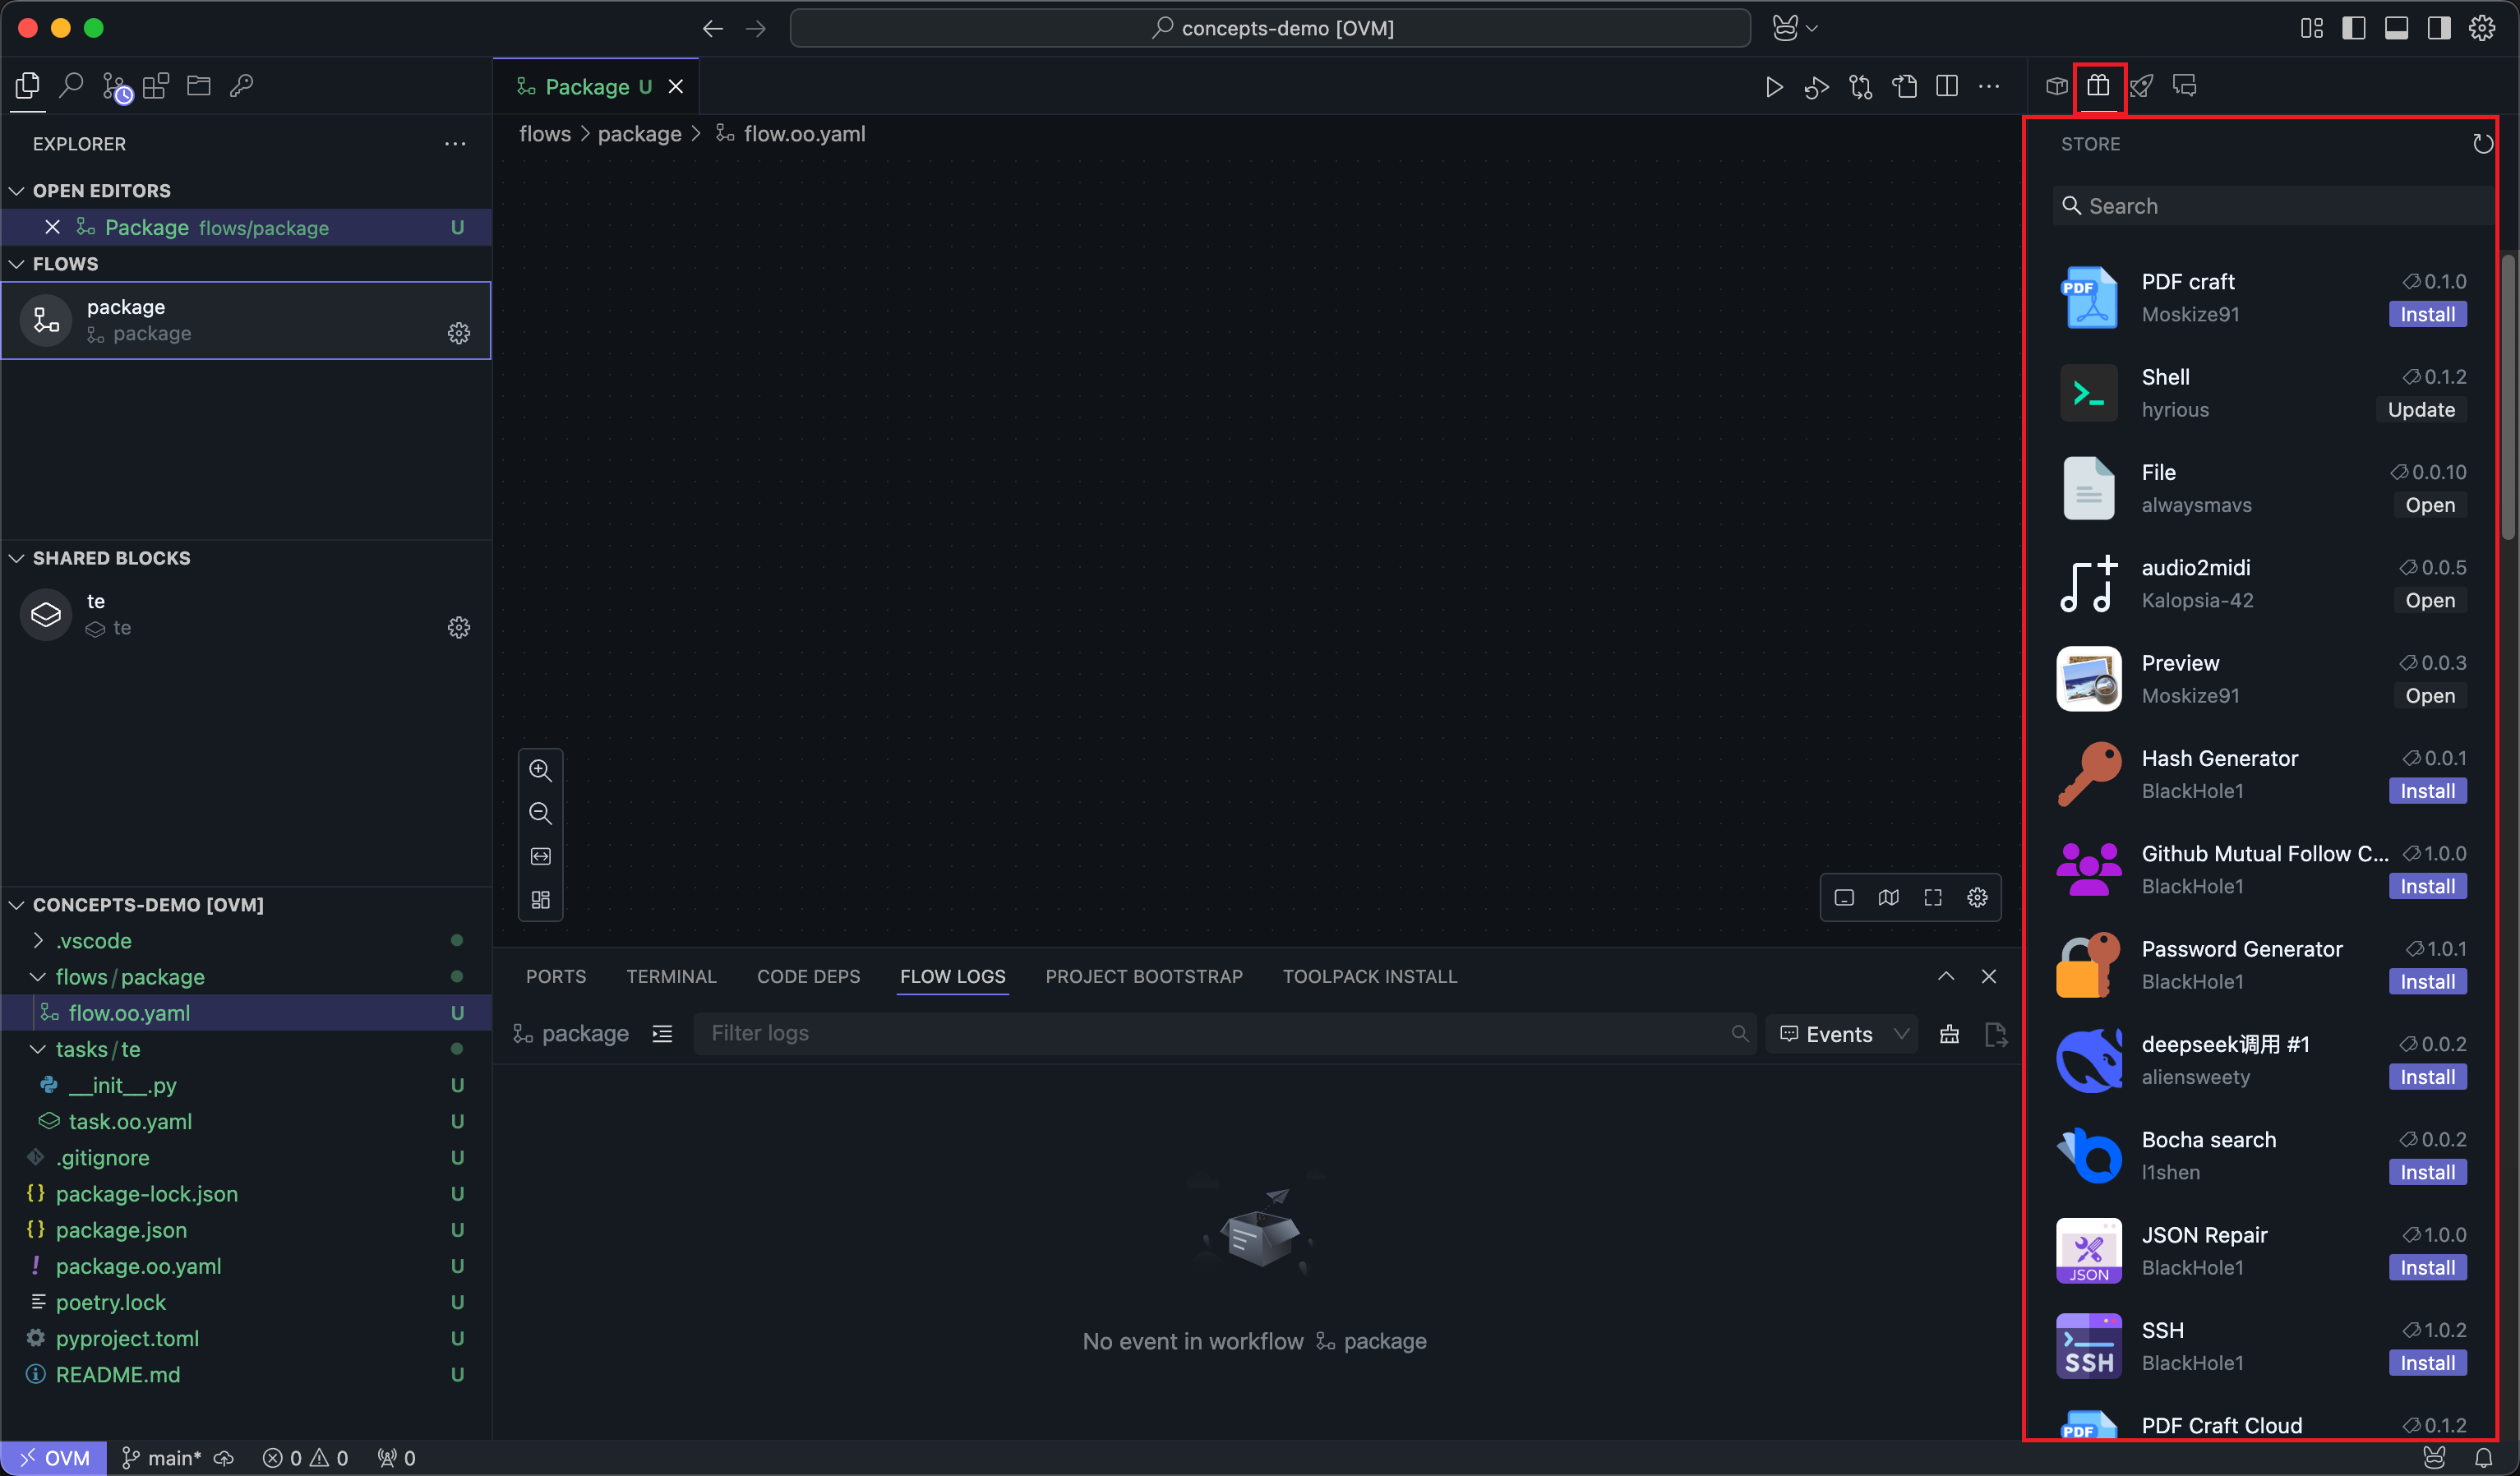 concepts-demo [OVM]
EXPLORER
OPEN EDITORS
Package flows/package U
FLOWS
package
package
SHARED BLOCKS
te
te
CONCEPTS-DEMO [OVM]
.vscode
flows/package
flow.oo.yaml U
tasks/te
__init__.py U
task.oo.yaml U
.gitignore U
package-lock.json U
package.json U
package.oo.yaml U
poetry.lock U
pyproject.toml U
README.md U
Package U
flows > package > flow.oo.yaml
PORTS TERMINAL CODE DEPS FLOW LOGS PROJECT BOOTSTRAP TOOLPACK INSTALL
package Filter logs Events
No event in workflow package
STORE
Search
PDF craft 0.1.0
Moskize91 Install
Shell 0.1.2
hyrious Update
File 0.0.10
alwaysmavs Open
audio2midi 0.0.5
Kalopsia-42 Open
Preview 0.0.3
Moskize91 Open
Hash Generator 0.0.1
BlackHole1 Install
Github Mutual Follow C... 1.0.0
BlackHole1 Install
Password Generator 1.0.1
BlackHole1 Install
deepseek调用 #1 0.0.2
aliensweety Install
Bocha search 0.0.2
l1shen Install
JSON Repair 1.0.0
JSON BlackHole1 Install
SSH 1.0.2
SSH BlackHole1 Install
PDF Craft Cloud 0.1.2
PDF
PDF
OVM main* 0 0 0